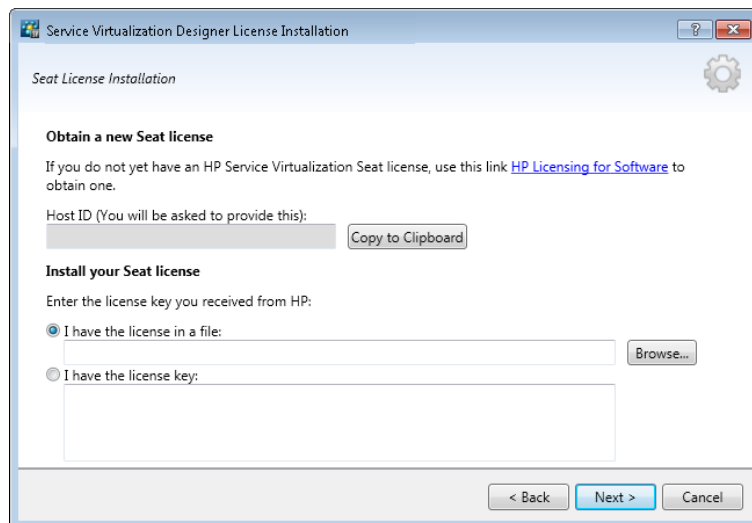 Service Virtualization Designer License Installation
?
Seat License Installation
Obtain a new Seat license
If you do not yet have an HP Service Virtualization Seat license, use this link HP Licensing for Software to
obtain one.
Host ID (You will be asked to provide this):
Copy to Clipboard
Install your Seat license
Enter the license key you received from HP:
I have the license in a file:
Browse...
I have the license key:
< Back Next > Cancel